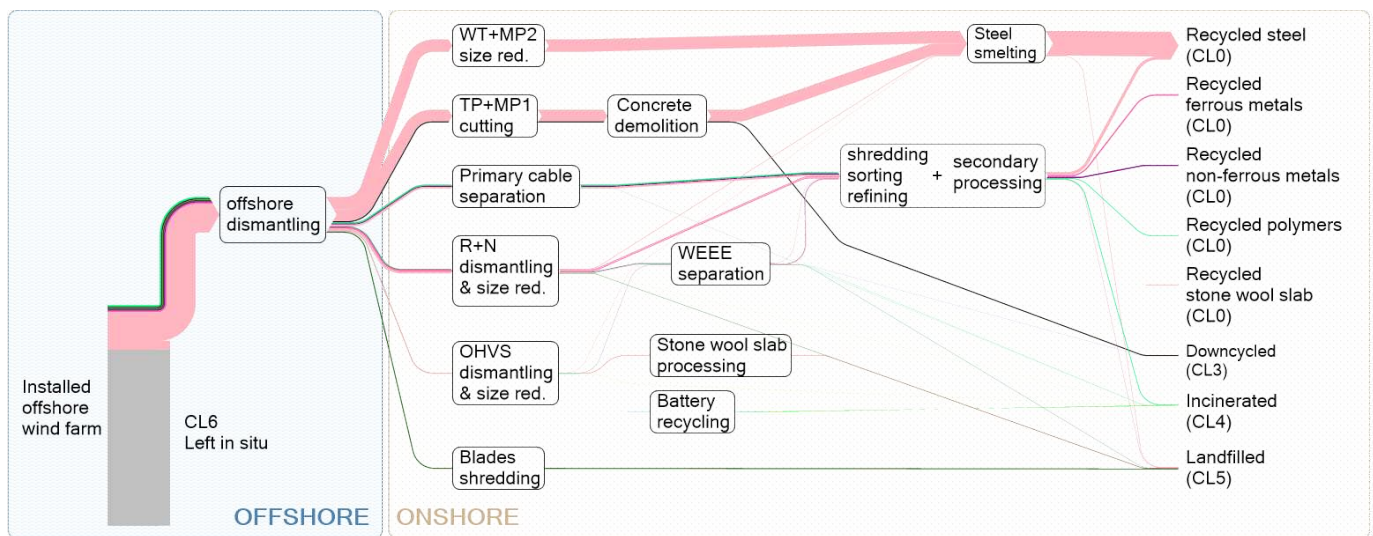 Installed
offshore
wind farm
CL6
Left in situ
offshore
dismantling
OFFSHORE
ONSHORE
WT+MP2
size red.
TP+MP1
cutting
Concrete
demolition
Primary cable
separation
R+N
dismantling
& size red.
WEEE
separation
OHVS
dismantling
& size red.
Stone wool slab
processing
Battery
recycling
Blades
shredding
Steel
smelting
shredding
sorting
refining
+
secondary
processing
Recycled steel
(CL0)
Recycled
ferrous metals
(CL0)
Recycled
non-ferrous metals
(CL0)
Recycled polymers
(CL0)
Recycled
stone wool slab
(CL0)
Downcycled
(CL3)
Incinerated
(CL4)
Landfilled
(CL5)